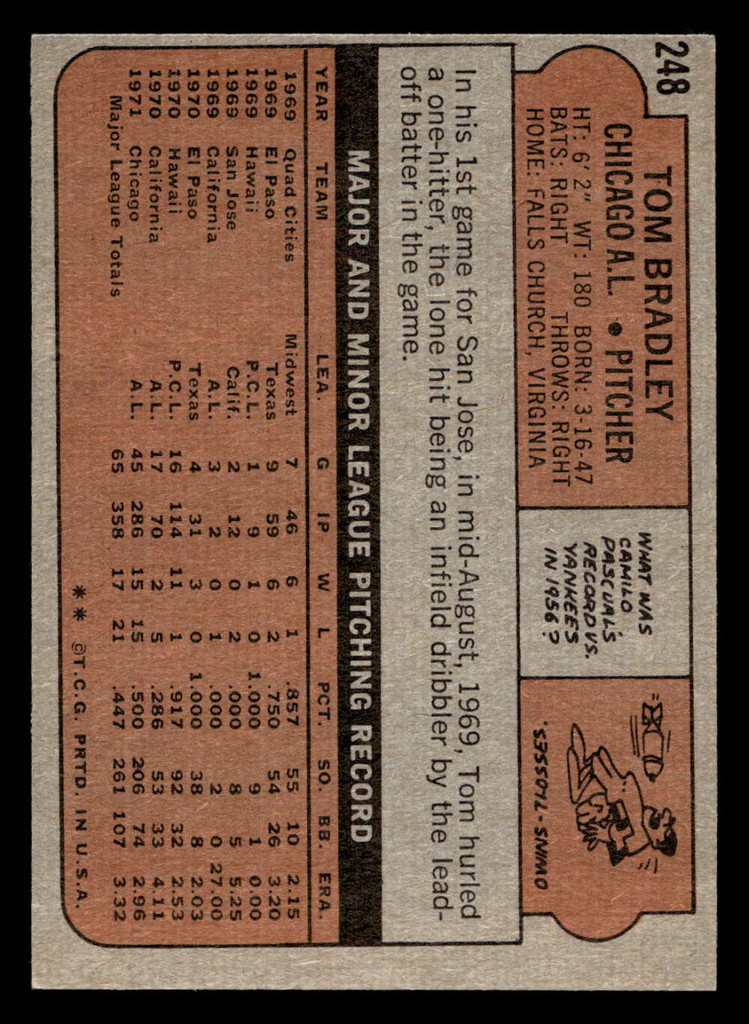 248
TOM BRADLEY
CHICAGO A.L. • PITCHER
HT: 6'2" WT: 180 BORN: 3-16-47
BATS: RIGHT THROWS: RIGHT
HOME: FALLS CHURCH, VIRGINIA
WHAT WAS
CAMILO
PASCUAL'S
RECORD VS.
YANKEES
IN 1956?
0WINS-7LOSSES.
In his 1st game for San Jose, in mid-August, 1969, Tom hurled
a one-hitter, the lone hit being an infield dribbler by the lead-
off batter in the game.
MAJOR AND MINOR LEAGUE PITCHING RECORD
YEAR TEAM LEA. G IP W L PCT. SO. BB. ERA.
1969 Quad Cities Midwest 7 46 6 1 .857 55 10 2.15
1969 El Paso Texas 9 59 6 2 .750 54 26 3.20
1969 Hawaii P.C.L. 1 9 1 0 1.000 9 1 0.00
1969 San Jose Calif. 2 12 0 2 .000 8 5 5.25
1969 California A.L. 3 2 0 1 .000 2 0 27.00
1970 El Paso Texas 4 31 3 0 1.000 38 8 2.03
1970 Hawaii P.C.L. 16 114 11 1 .917 92 32 2.53
1970 California A.L. 17 70 2 5 .286 53 33 4.11
1971 Chicago A.L. 45 286 15 15 .500 206 74 2.96
Major League Totals 65 358 17 21 .447 261 107 3.32
** ©T.C.G. PRTD. IN U.S.A.